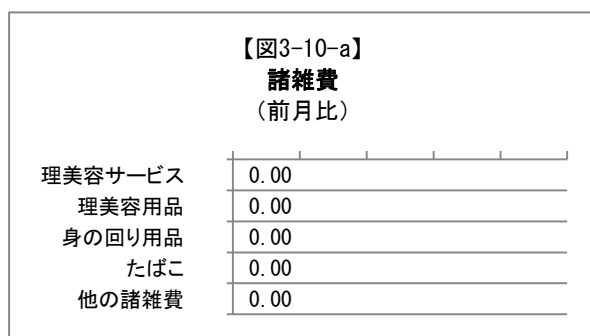 【図3-10-a】
諸雑費
（前月比）
理美容サービス 0.00
理美容用品 0.00
身の回り用品 0.00
たばこ 0.00
他の諸雑費 0.00